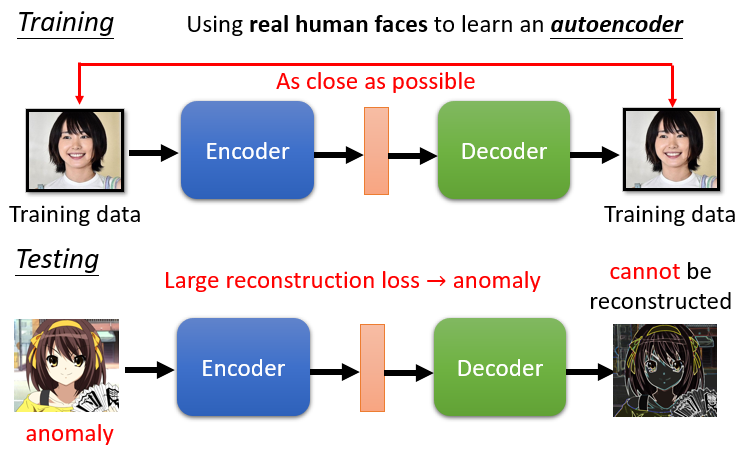 Training
Using real human faces to learn an autoencoder
As close as possible
Encoder
Decoder
Training data
Training data
Testing
Large reconstruction loss → anomaly
cannot be
reconstructed
Encoder
Decoder
anomaly